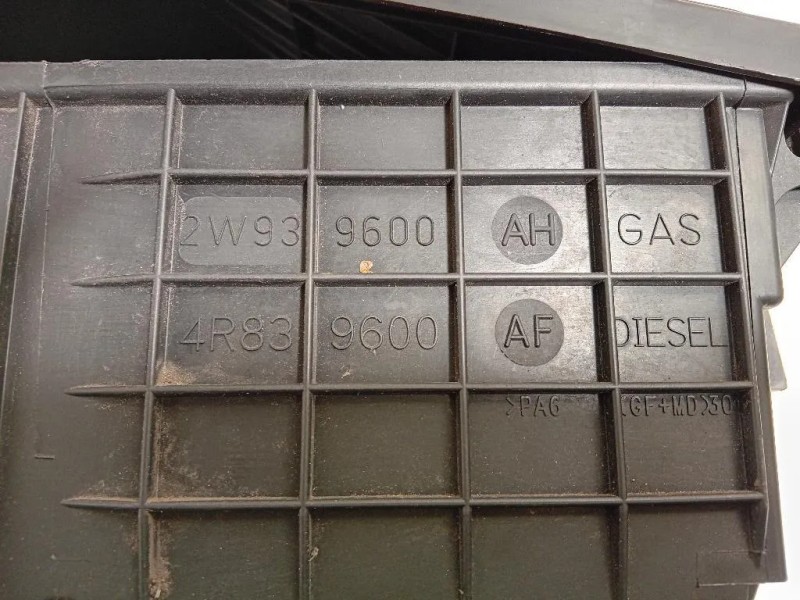 2W93 9600 AH GAS
4R83 9600 AF DIESEL
>PA6 (GF+MD)30